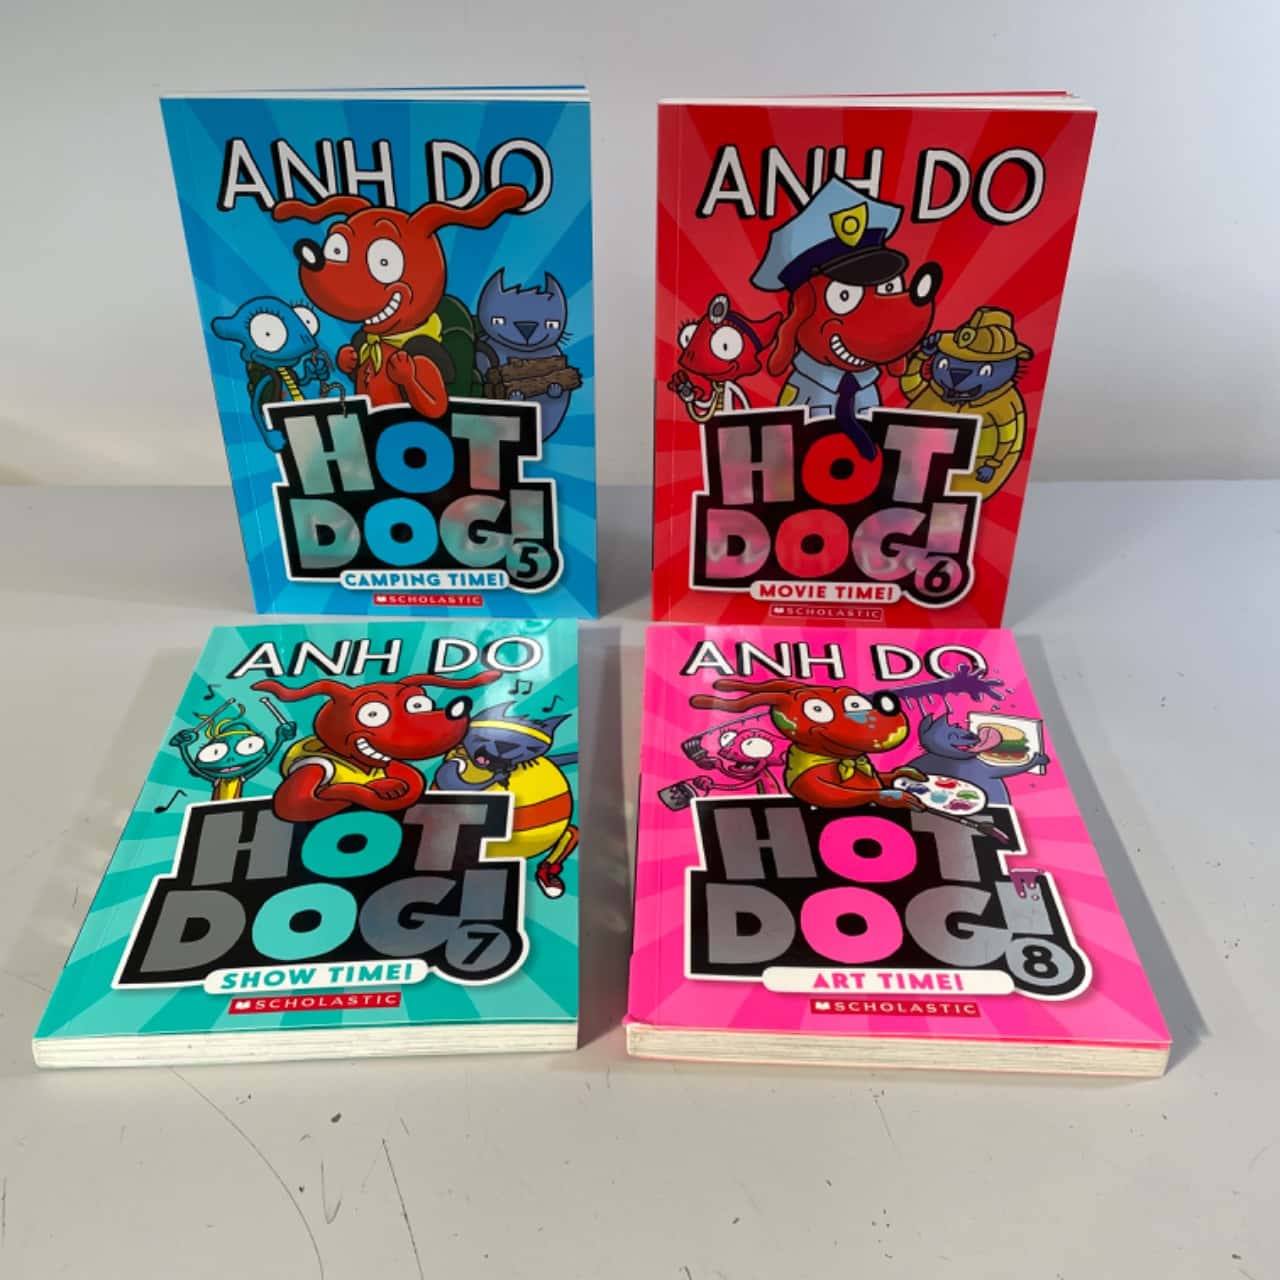 ANH DO
HOT
DOG!
5
CAMPING TIME!
SCHOLASTIC
ANH DO
HOT
DOG!
6
MOVIE TIME!
SCHOLASTIC
ANH DO
HOT
DOG!
7
SHOW TIME!
SCHOLASTIC
ANH DO
HOT
DOG!
8
ART TIME!
SCHOLASTIC